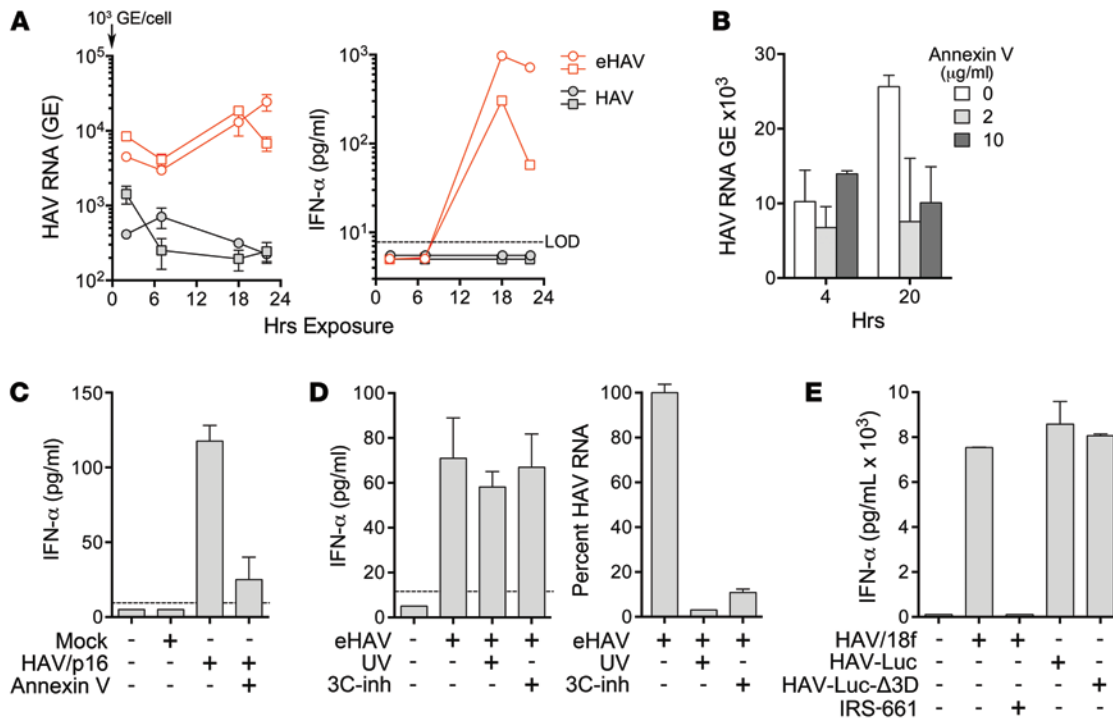 A
10³ GE/cell
HAV RNA (GE)
10⁵
10⁴
10³
10²
0 6 12 18 24
IFN-α (pg/ml)
10³
10²
10¹
LOD
0 6 12 18 24
Hrs Exposure
eHAV
HAV
B
HAV RNA GE x10³
30
20
10
0
4 20
Hrs
Annexin V
(µg/ml)
0
2
10
C
IFN-α (pg/ml)
150
100
50
0
Mock - + - -
HAV/p16 - - + +
Annexin V - - - +
D
IFN-α (pg/ml)
100
80
60
40
20
0
eHAV - + + +
UV - - + -
3C-inh - - - +
Percent HAV RNA
100
80
60
40
20
0
eHAV + + +
UV - + -
3C-inh - - +
E
IFN-α (pg/mL x 10³)
10
8
6
4
2
0
HAV/18f - + + - -
HAV-Luc - - - + -
HAV-Luc-Δ3D - - - - +
IRS-661 - - + - -